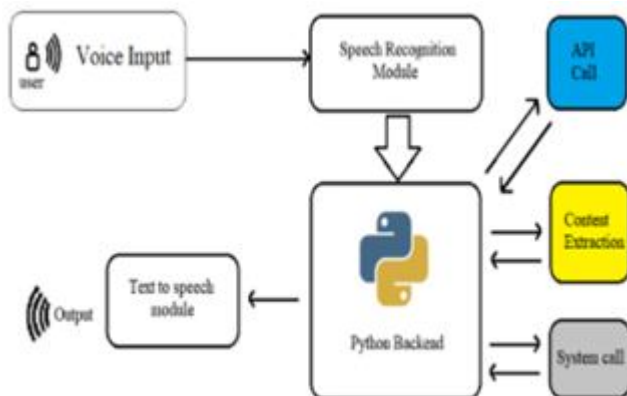 Voice Input
user
Speech Recognition
Module
API
Call
Content
Extraction
Text to speech
module
Output
Python Backend
System call